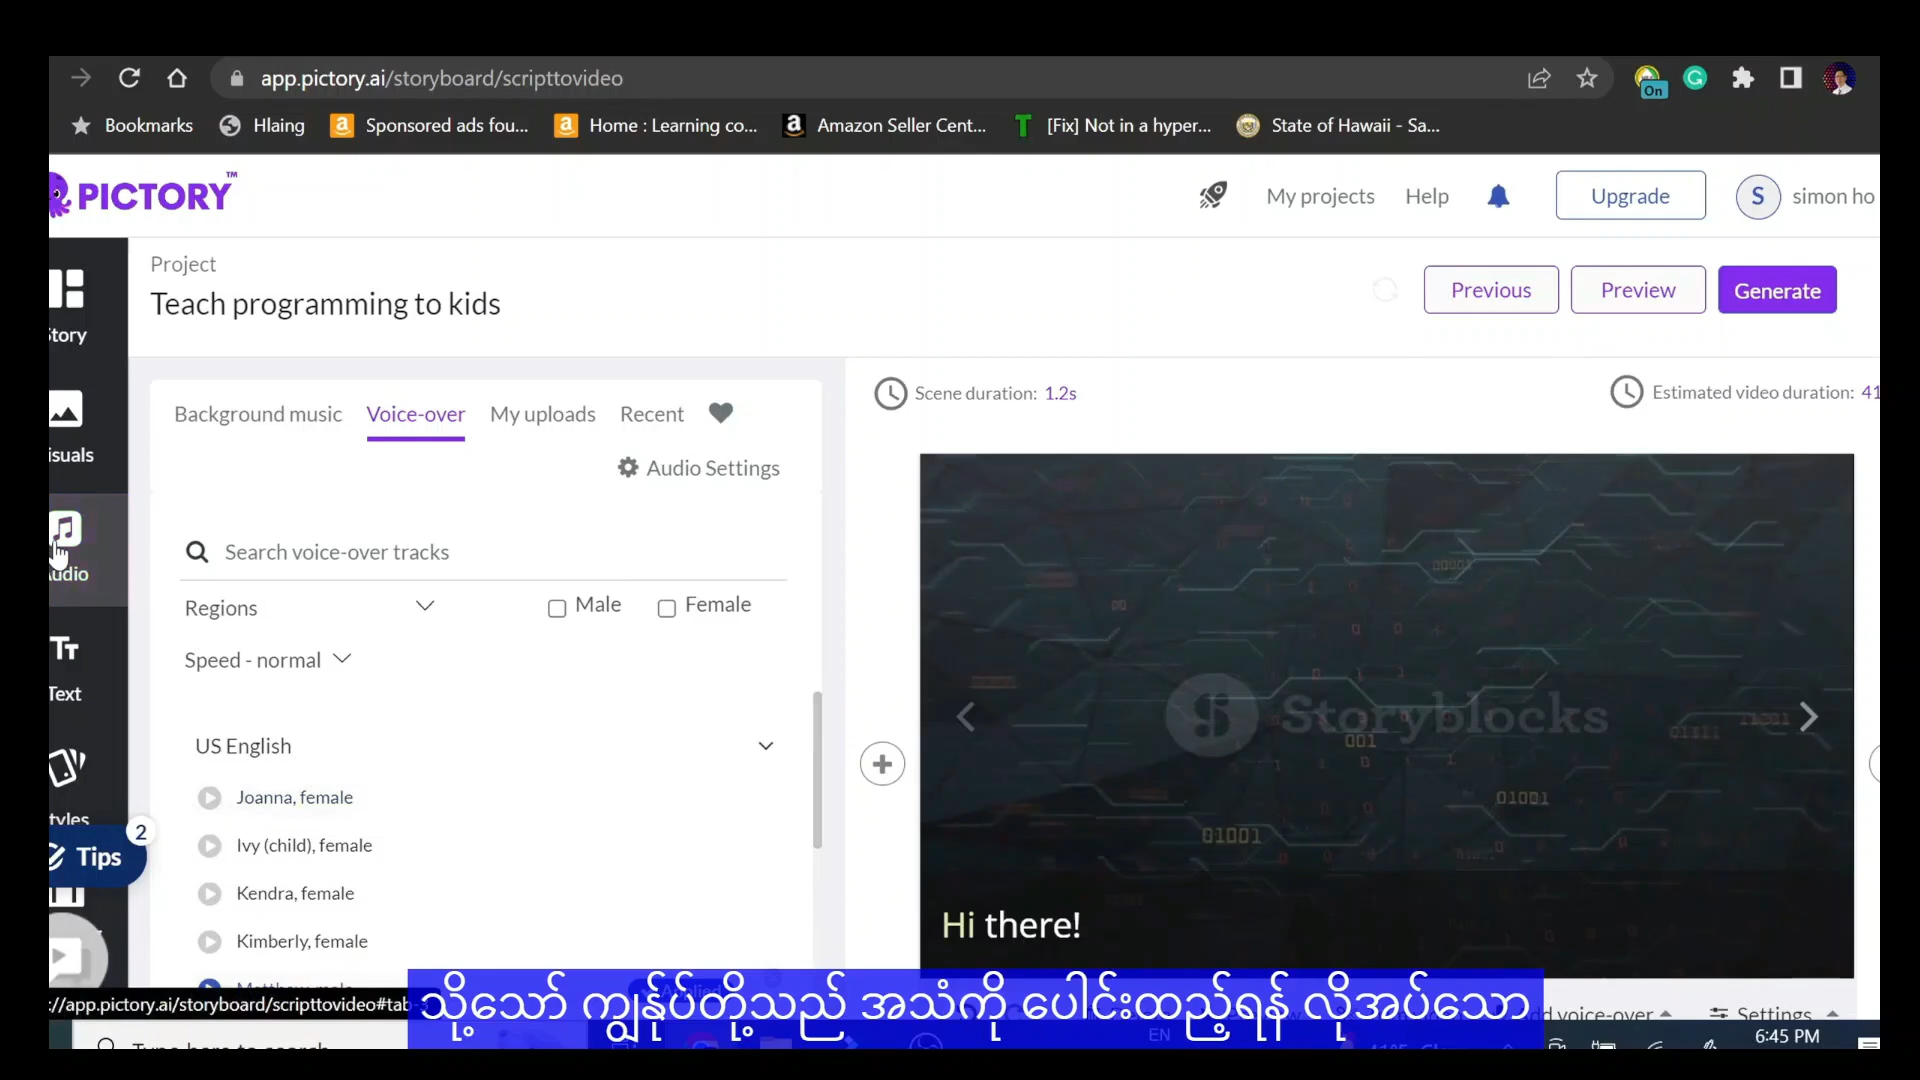 app.pictory.ai/storyboard/scripttovideo
On
Bookmarks Hlaing Sponsored ads fou... Home : Learning co... Amazon Seller Cent... [Fix] Not in a hyper... State of Hawaii - Sa...
PICTORY™
My projects Help Upgrade S simon ho
Project
Teach programming to kids
Previous Preview Generate
tory
isuals
udio
Text
tyles
2
Tips
Background music Voice-over My uploads Recent
Audio Settings
Search voice-over tracks
Regions Male Female
Speed - normal
US English
Joanna, female
Ivy (child), female
Kendra, female
Kimberly, female
Scene duration: 1.2s
Estimated video duration: 41
Storyblocks
001
01001
01001
Hi there!
://app.pictory.ai/storyboard/scripttovideo#tab-
သို့သော် ကျွန်ုပ်တို့သည် အသံကို ပေါင်းထည့်ရန် လိုအပ်သော
dd voice-over Settings
EN
6:45 PM